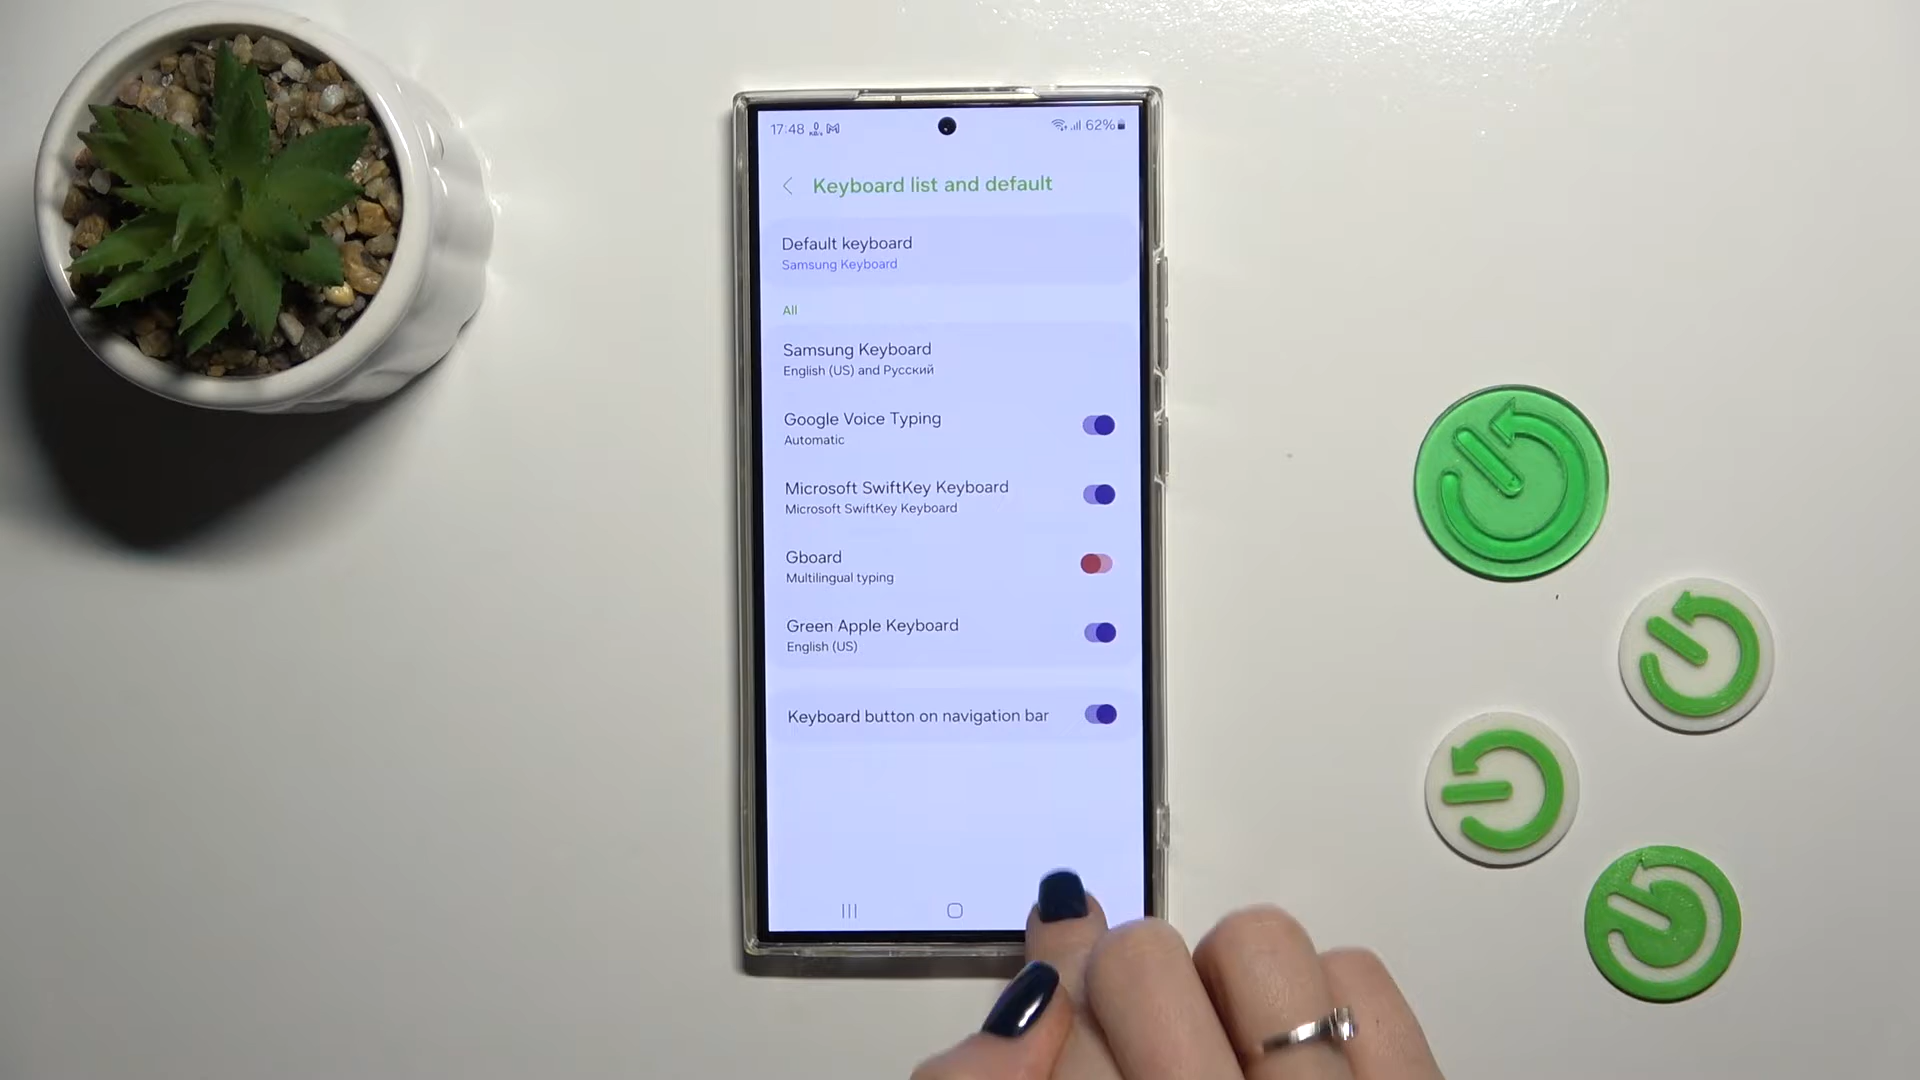 17:48
62%
Keyboard list and default
Default keyboard
Samsung Keyboard
All
Samsung Keyboard
English (US) and Русский
Google Voice Typing
Automatic
Microsoft SwiftKey Keyboard
Microsoft SwiftKey Keyboard
Gboard
Multilingual typing
Green Apple Keyboard
English (US)
Keyboard button on navigation bar